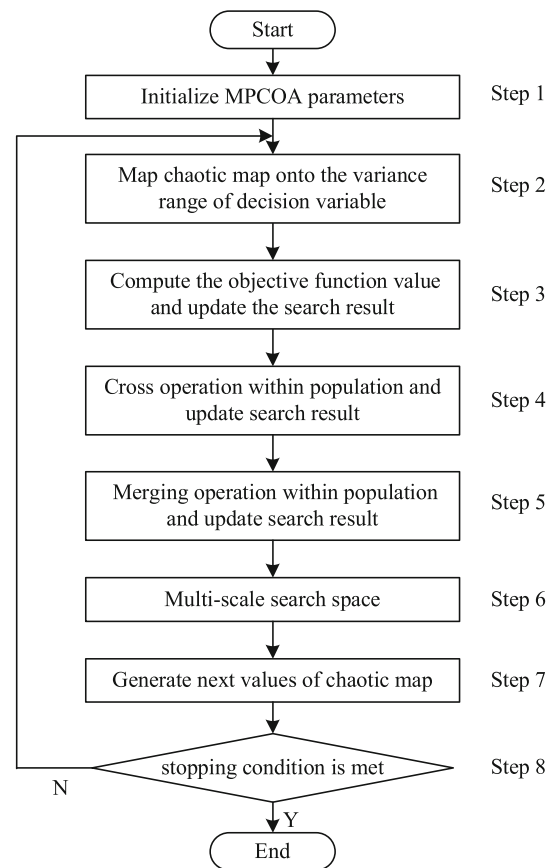 Start
Initialize MPCOA parameters
Step 1
Map chaotic map onto the variance
range of decision variable
Step 2
Compute the objective function value
and update the search result
Step 3
Cross operation within population and
update search result
Step 4
Merging operation within population
and update search result
Step 5
Multi-scale search space
Step 6
Generate next values of chaotic map
Step 7
stopping condition is met
Step 8
N
Y
End